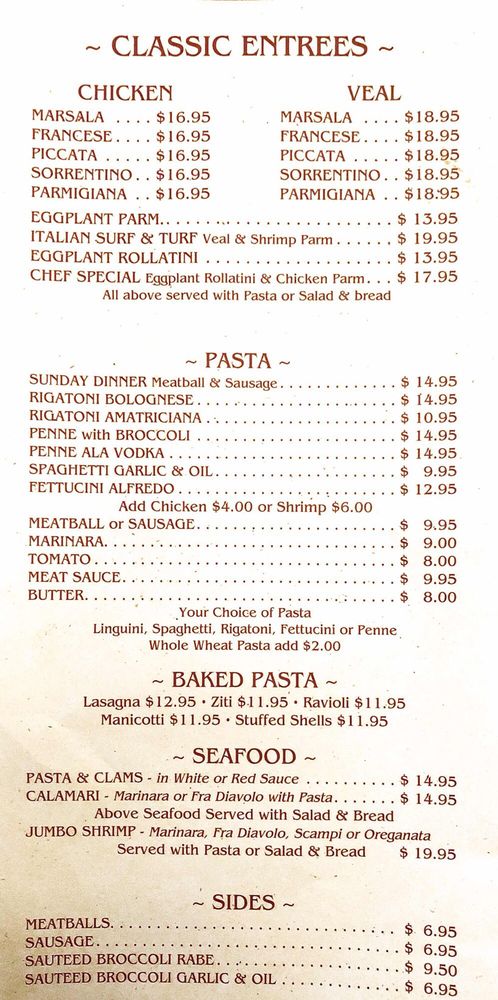 ~ CLASSIC ENTREES ~
CHICKEN
MARSALA .... $16.95
FRANCESE.... $16.95
PICCATA ..... $16.95
SORRENTINO.. $16.95
PARMIGIANA .. $16.95
VEAL
MARSALA .... $18.95
FRANCESE.... $18.95
PICCATA ..... $18.95
SORRENTINO.. $18.95
PARMIGIANA .. $18.95
EGGPLANT PARM........................ $ 13.95
ITALIAN SURF & TURF Veal & Shrimp Parm...... $ 19.95
EGGPLANT ROLLATINI ................... $ 13.95
CHEF SPECIAL Eggplant Rollatini & Chicken Parm... $ 17.95
All above served with Pasta or Salad & bread
~ PASTA ~
SUNDAY DINNER Meatball & Sausage............ $ 14.95
RIGATONI BOLOGNESE.................... $ 14.95
RIGATONI AMATRICIANA................... $ 10.95
PENNE with BROCCOLI .................... $ 14.95
PENNE ALA VODKA...................... $ 14.95
SPAGHETTI GARLIC & OIL.................. $ 9.95
FETTUCINI ALFREDO...................... $ 12.95
Add Chicken $4.00 or Shrimp $6.00
MEATBALL or SAUSAGE.................... $ 9.95
MARINARA............................. $ 9.00
TOMATO.............................. $ 8.00
MEAT SAUCE........................... $ 9.95
BUTTER............................... $ 8.00
Your Choice of Pasta
Linguini, Spaghetti, Rigatoni, Fettucini or Penne
Whole Wheat Pasta add $2.00
~ BAKED PASTA ~
Lasagna $12.95 • Ziti $11.95 • Ravioli $11.95
Manicotti $11.95 • Stuffed Shells $11.95
~ SEAFOOD ~
PASTA & CLAMS - in White or Red Sauce ......... $ 14.95
CALAMARI - Marinara or Fra Diavolo with Pasta....... $ 14.95
Above Seafood Served with Salad & Bread
JUMBO SHRIMP - Marinara, Fra Diavolo, Scampi or Oreganata
Served with Pasta or Salad & Bread $ 19.95
~ SIDES ~
MEATBALLS............................ $ 6.95
SAUSAGE.............................. $ 6.95
SAUTEED BROCCOLI RABE.................. $ 9.50
SAUTEED BROCCOLI GARLIC & OIL ............ $ 6.95